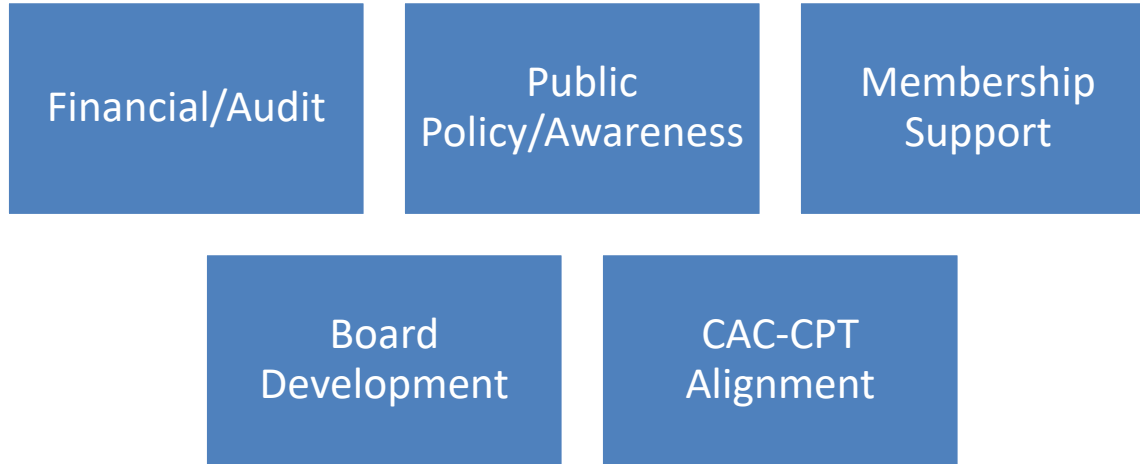 Financial/Audit
Public
Policy/Awareness
Membership
Support
Board
Development
CAC-CPT
Alignment